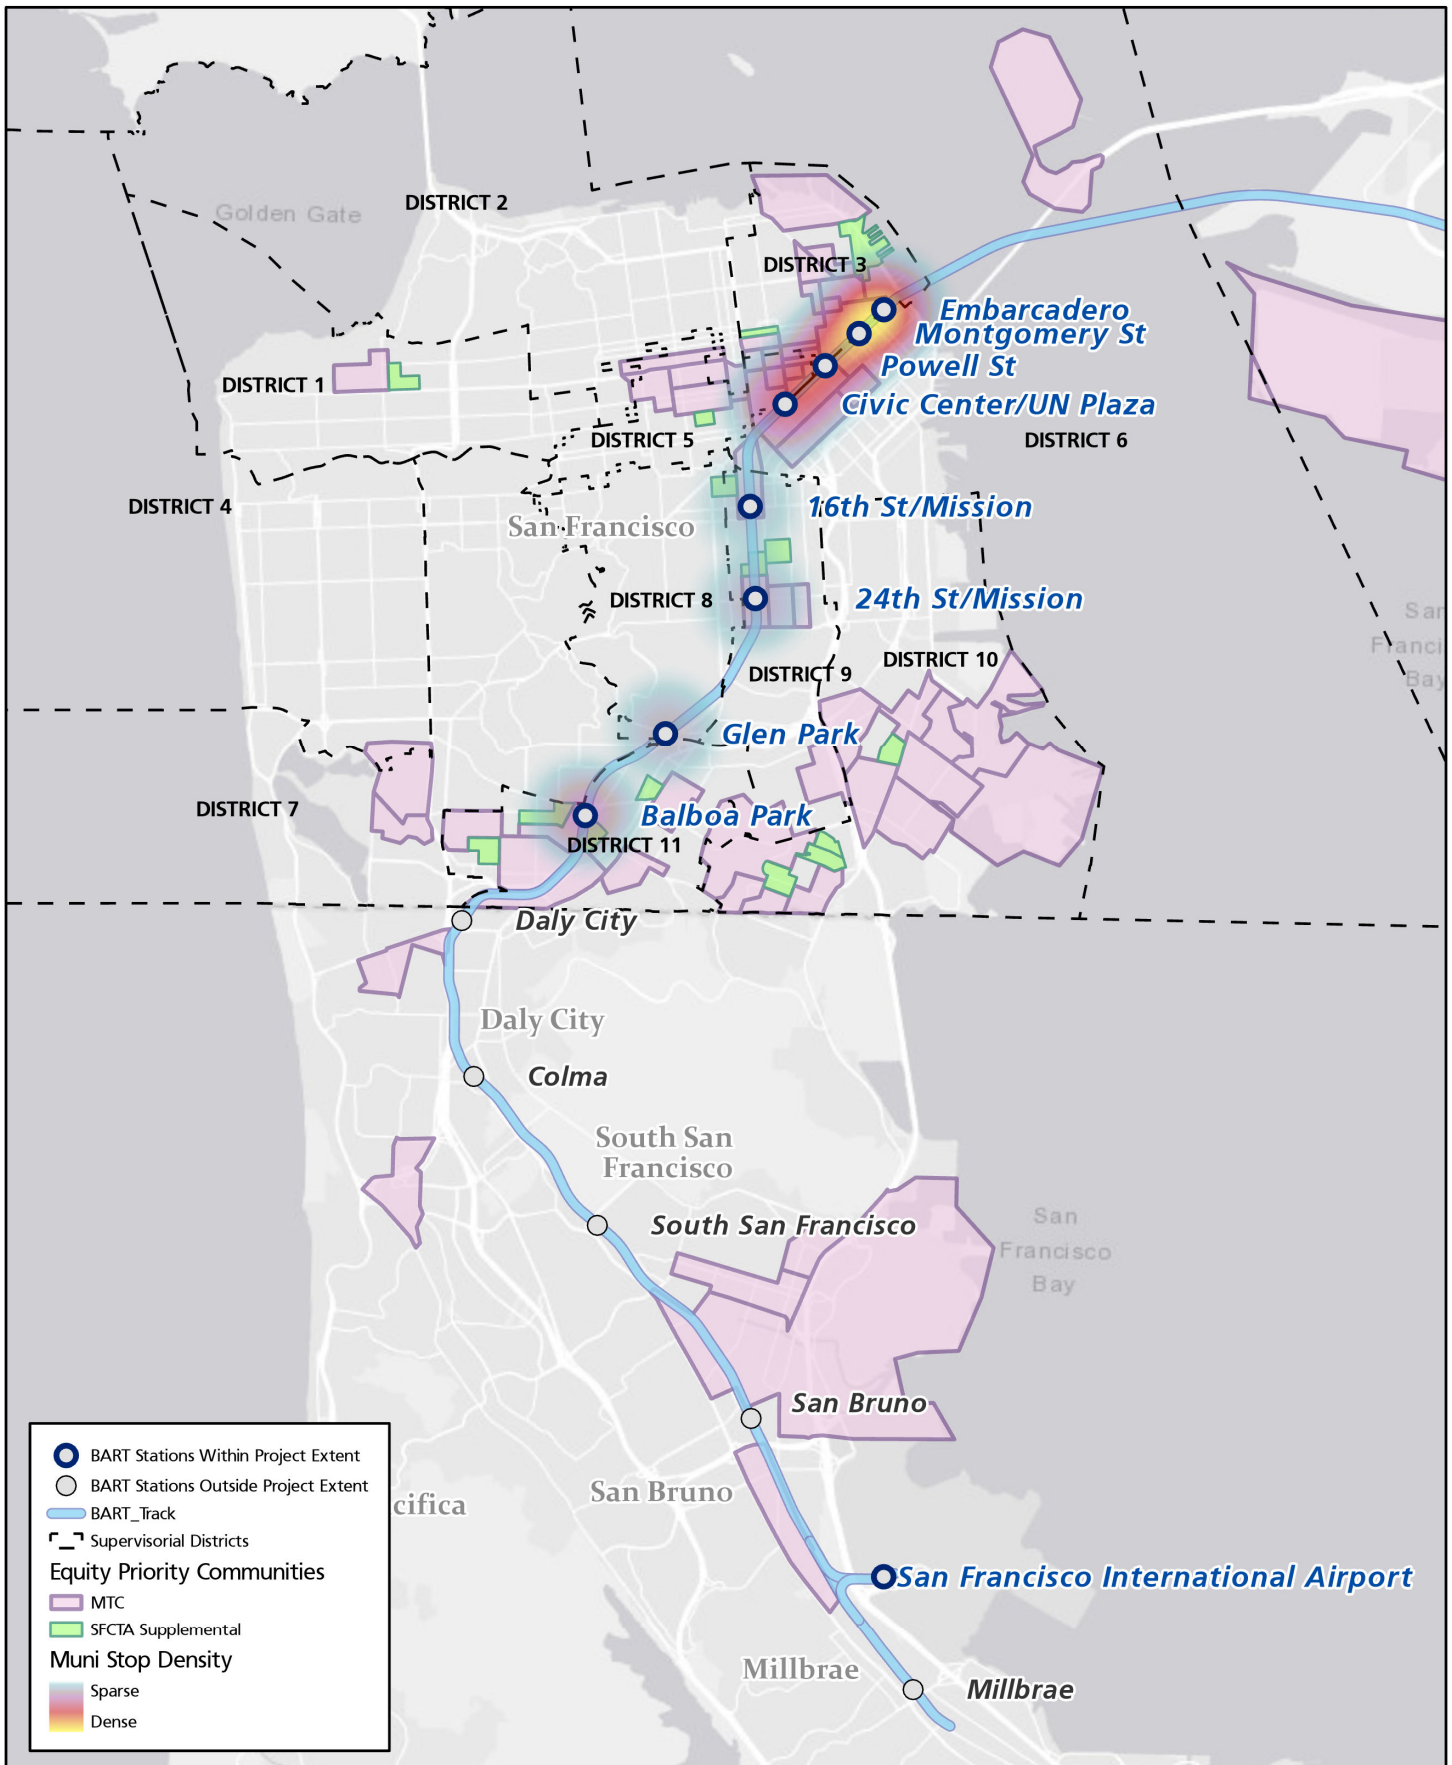 DISTRICT 2
Golden Gate
DISTRICT 3
Embarcadero
Montgomery St
Powell St
DISTRICT 1
Civic Center/UN Plaza
DISTRICT 5
DISTRICT 6
DISTRICT 4
16th St/Mission
San Francisco
DISTRICT 8
24th St/Mission
San
Franci
Bay
DISTRICT 10
DISTRICT 9
Glen Park
DISTRICT 7
Balboa Park
DISTRICT 11
Daly City
Daly City
Colma
South San
Francisco
South San Francisco
San
Francisco
Bay
San Bruno
San Bruno
cifica
San Francisco International Airport
Millbrae
Millbrae
BART Stations Within Project Extent
BART Stations Outside Project Extent
BART_Track
Supervisorial Districts
Equity Priority Communities
MTC
SFCTA Supplemental
Muni Stop Density
Sparse
Dense